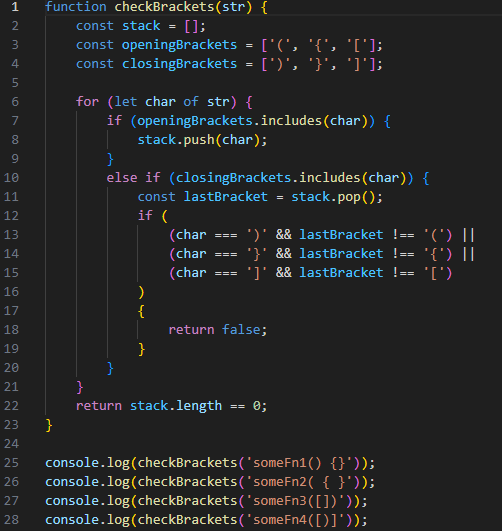 1 function checkBrackets(str) {
2     const stack = [];
3     const openingBrackets = ['(', '{', '['];
4     const closingBrackets = [')', '}', ']'];
5
6     for (let char of str) {
7         if (openingBrackets.includes(char)) {
8             stack.push(char);
9         }
10         else if (closingBrackets.includes(char)) {
11             const lastBracket = stack.pop();
12             if (
13                 (char === ')' && lastBracket !== '(') ||
14                 (char === '}' && lastBracket !== '{') ||
15                 (char === ']' && lastBracket !== '[')
16             )
17             {
18                 return false;
19             }
20         }
21     }
22     return stack.length == 0;
23 }
24
25 console.log(checkBrackets('someFn1() {}'));
26 console.log(checkBrackets('someFn2( { }'));
27 console.log(checkBrackets('someFn3([])'));
28 console.log(checkBrackets('someFn4([)]'));